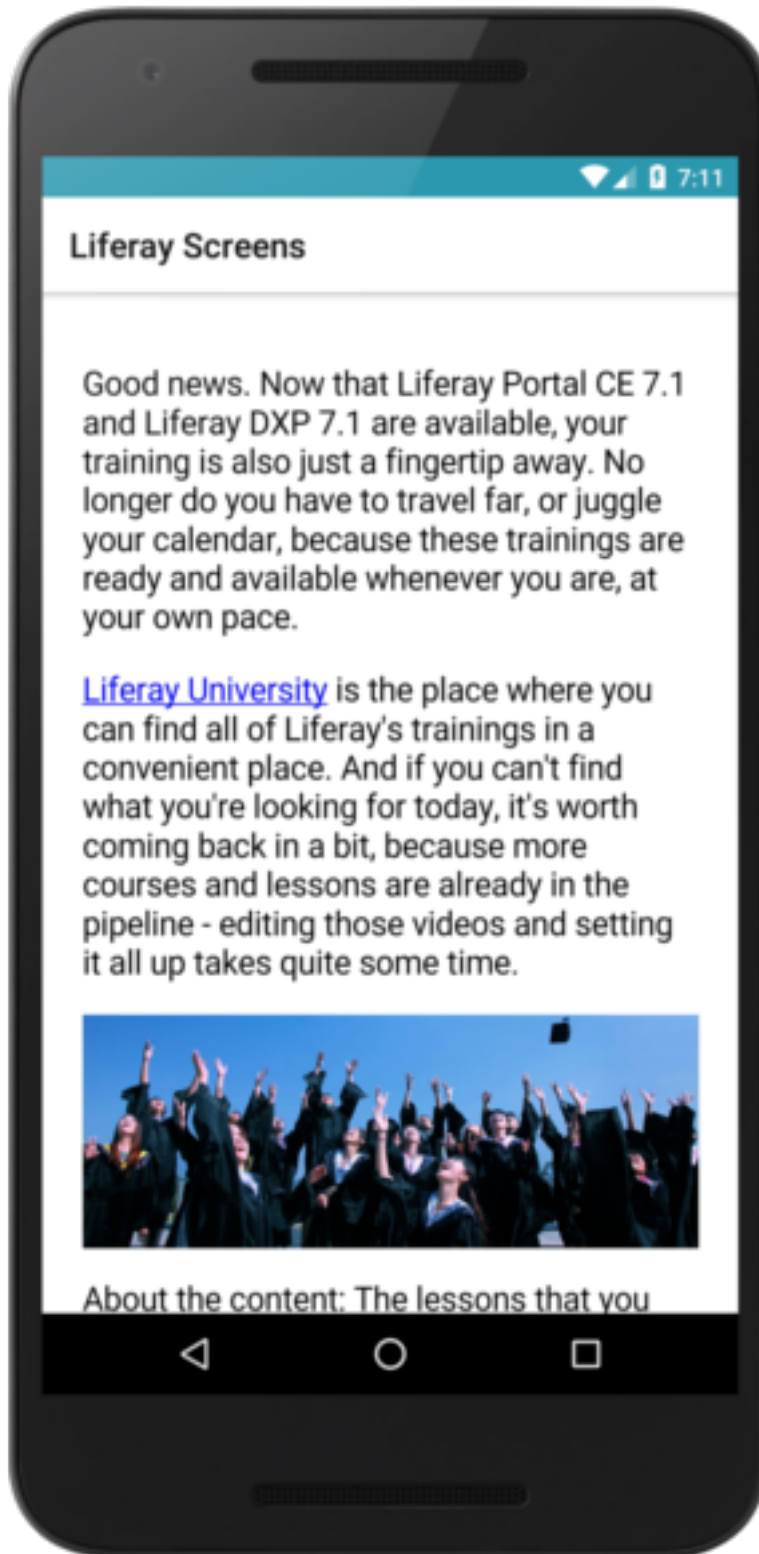 7:11
Liferay Screens
Good news. Now that Liferay Portal CE 7.1
and Liferay DXP 7.1 are available, your
training is also just a fingertip away. No
longer do you have to travel far, or juggle
your calendar, because these trainings are
ready and available whenever you are, at
your own pace.
Liferay University is the place where you
can find all of Liferay's trainings in a
convenient place. And if you can't find
what you're looking for today, it's worth
coming back in a bit, because more
courses and lessons are already in the
pipeline - editing those videos and setting
it all up takes quite some time.
About the content: The lessons that you